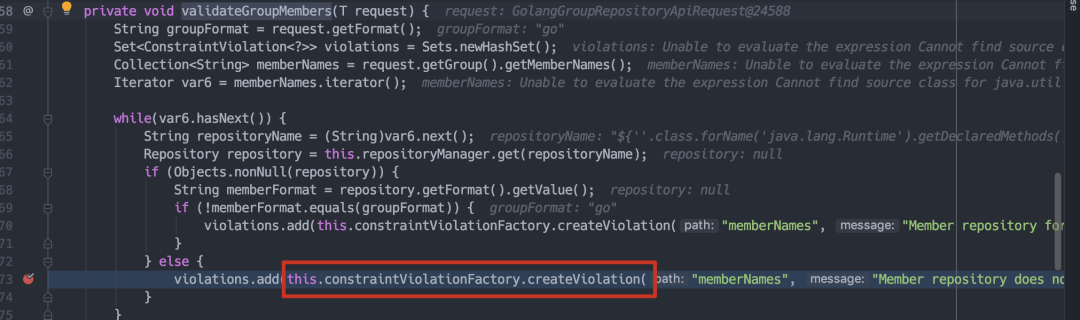 58 @ private void validateGroupMembers(T request) { request: GolangGroupRepositoryApiRequest@24588
59 String groupFormat = request.getFormat(); groupFormat: "go"
60 Set<ConstraintViolation<?>> violations = Sets.newHashSet(); violations: Unable to evaluate the expression Cannot find source c
61 Collection<String> memberNames = request.getGroup().getMemberNames(); memberNames: Unable to evaluate the expression Cannot f
62 Iterator var6 = memberNames.iterator(); memberNames: Unable to evaluate the expression Cannot find source class for java.util
63
64 while(var6.hasNext()) {
65 String repositoryName = (String)var6.next(); repositoryName: "${''.class.forName('java.lang.Runtime').getDeclaredMethods(
66 Repository repository = this.repositoryManager.get(repositoryName); repository: null
67 if (Objects.nonNull(repository)) {
68 String memberFormat = repository.getFormat().getValue(); repository: null
69 if (!memberFormat.equals(groupFormat)) { groupFormat: "go"
70 violations.add(this.constraintViolationFactory.createViolation( path: "memberNames", message: "Member repository for
71 }
72 } else {
73 violations.add(this.constraintViolationFactory.createViolation( path: "memberNames", message: "Member repository does no
74 }
75 }